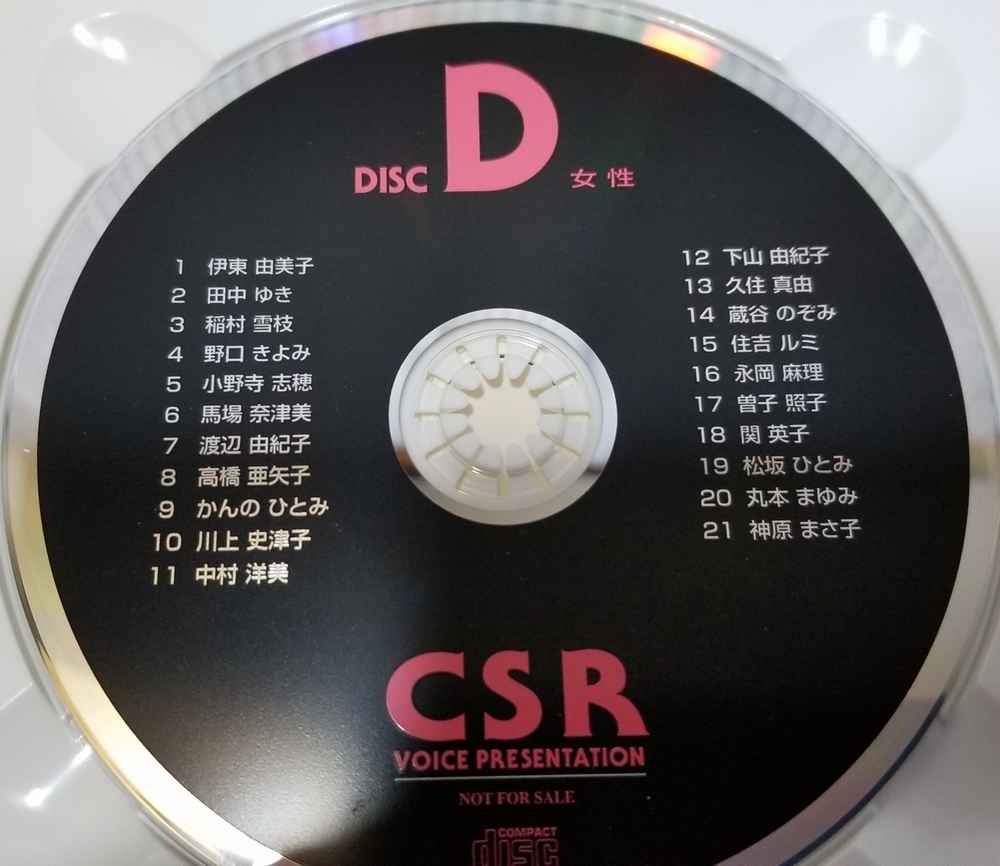 DISC D 女性
1 伊東 由美子
2 田中 ゆき
3 稲村 雪枝
4 野口 きよみ
5 小野寺 志穂
6 馬場 奈津美
7 渡辺 由紀子
8 高橋 亜矢子
9 かんの ひとみ
10 川上 史津子
11 中村 洋美
12 下山 由紀子
13 久住 真由
14 蔵谷 のぞみ
15 住吉 ルミ
16 永岡 麻理
17 曽子 照子
18 関 英子
19 松坂 ひとみ
20 丸本 まゆみ
21 神原 まさ子
CSR
VOICE PRESENTATION
NOT FOR SALE
COMPACT
disc